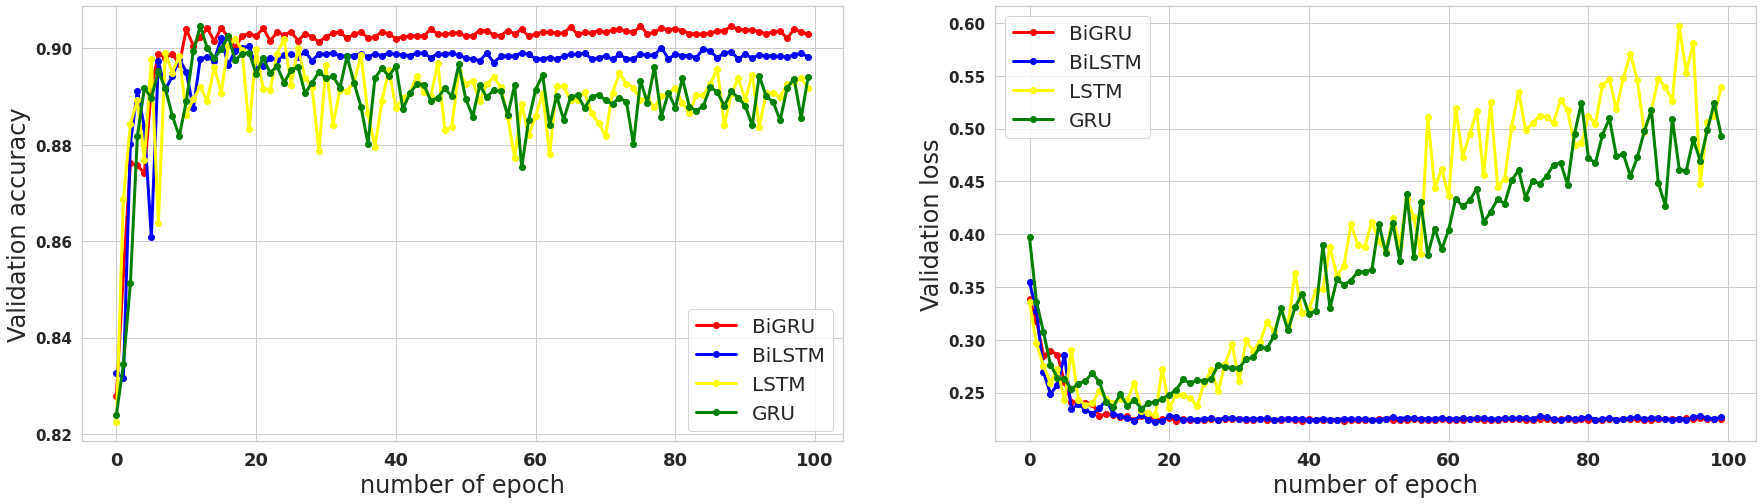 Validation accuracy
0.90
0.88
0.86
0.84
0.82
0
20
40
60
80
100
number of epoch
BiGRU
BiLSTM
LSTM
GRU
Validation loss
0.60
0.55
0.50
0.45
0.40
0.35
0.30
0.25
0
20
40
60
80
100
number of epoch
BiGRU
BiLSTM
LSTM
GRU